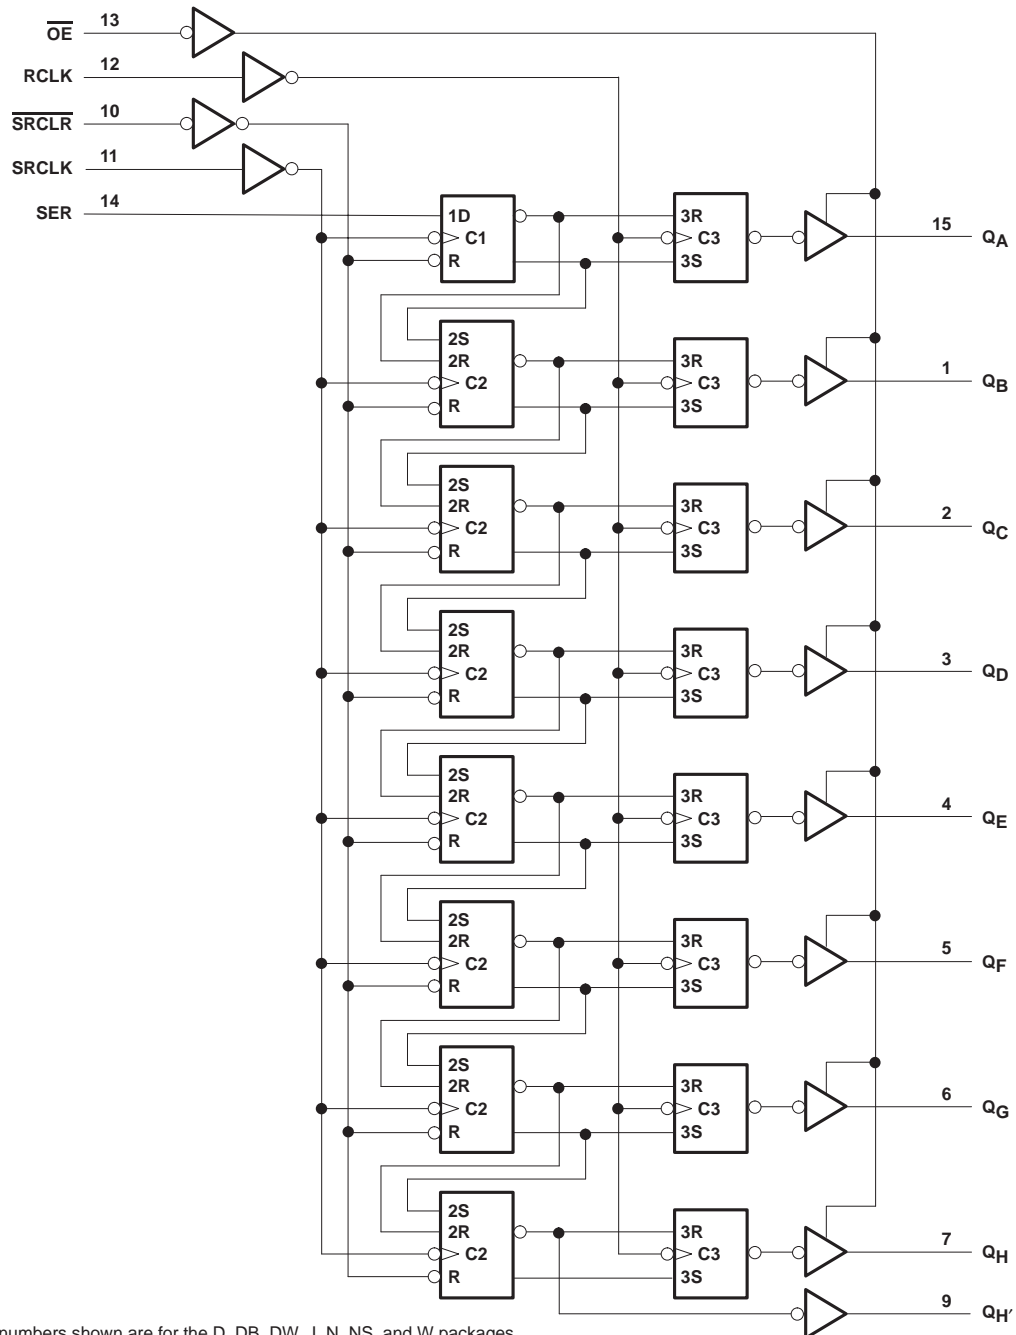 OE 13
RCLK 12
SRCLR 10
SRCLK 11
SER 14
1D
C1
R
3R
C3
3S
15 QA
2S
2R
C2
R
3R
C3
3S
1 QB
2S
2R
C2
R
3R
C3
3S
2 QC
2S
2R
C2
R
3R
C3
3S
3 QD
2S
2R
C2
R
3R
C3
3S
4 QE
2S
2R
C2
R
3R
C3
3S
5 QF
2S
2R
C2
R
3R
C3
3S
6 QG
2S
2R
C2
R
3R
C3
3S
7 QH
9 QH′
numbers shown are for the D, DB, DW, J, N, NS, and W packages